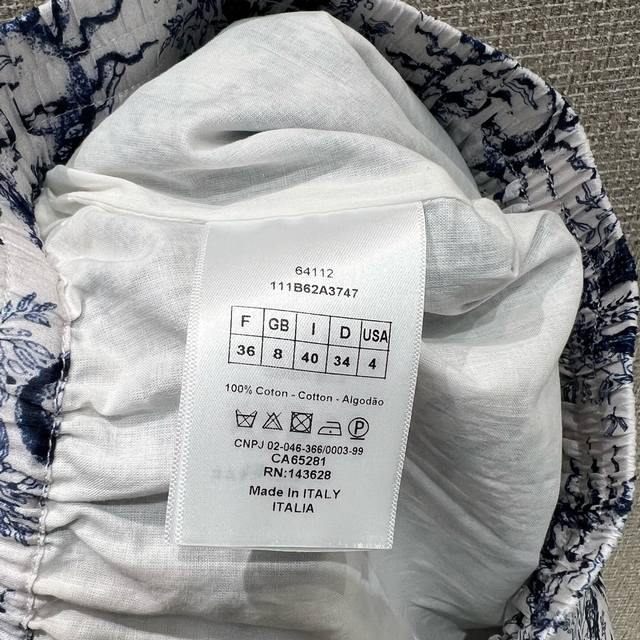 64112
111B62A3747
F GB I D USA
36 8 40 34 4
100% Coton - Cotton - Algodão
P
CNPJ 02-046-366/0003-99
CA65281
RN:143628
Made In ITALY
ITALIA